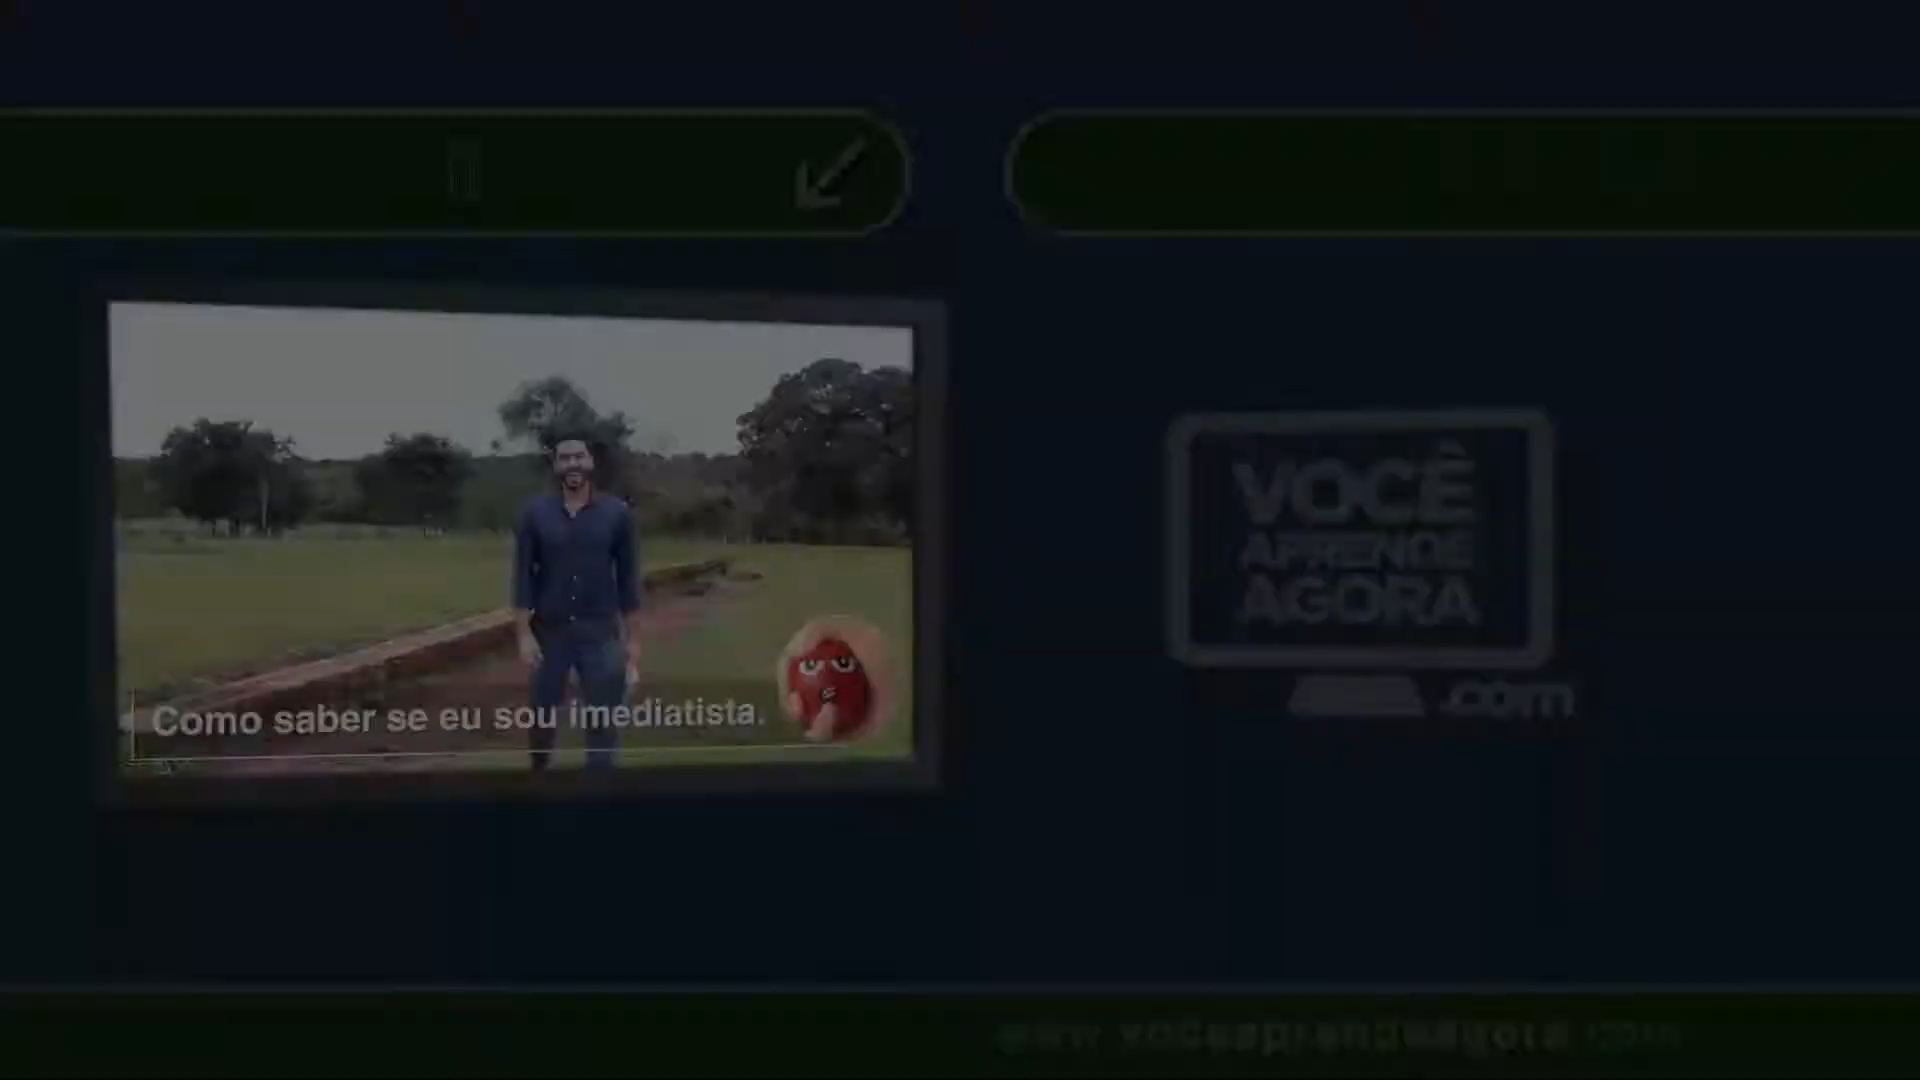 Como saber se eu sou imediatista.
VOCÊ
APRENDE
AGORA
.com
www.voceaprendeagora.com